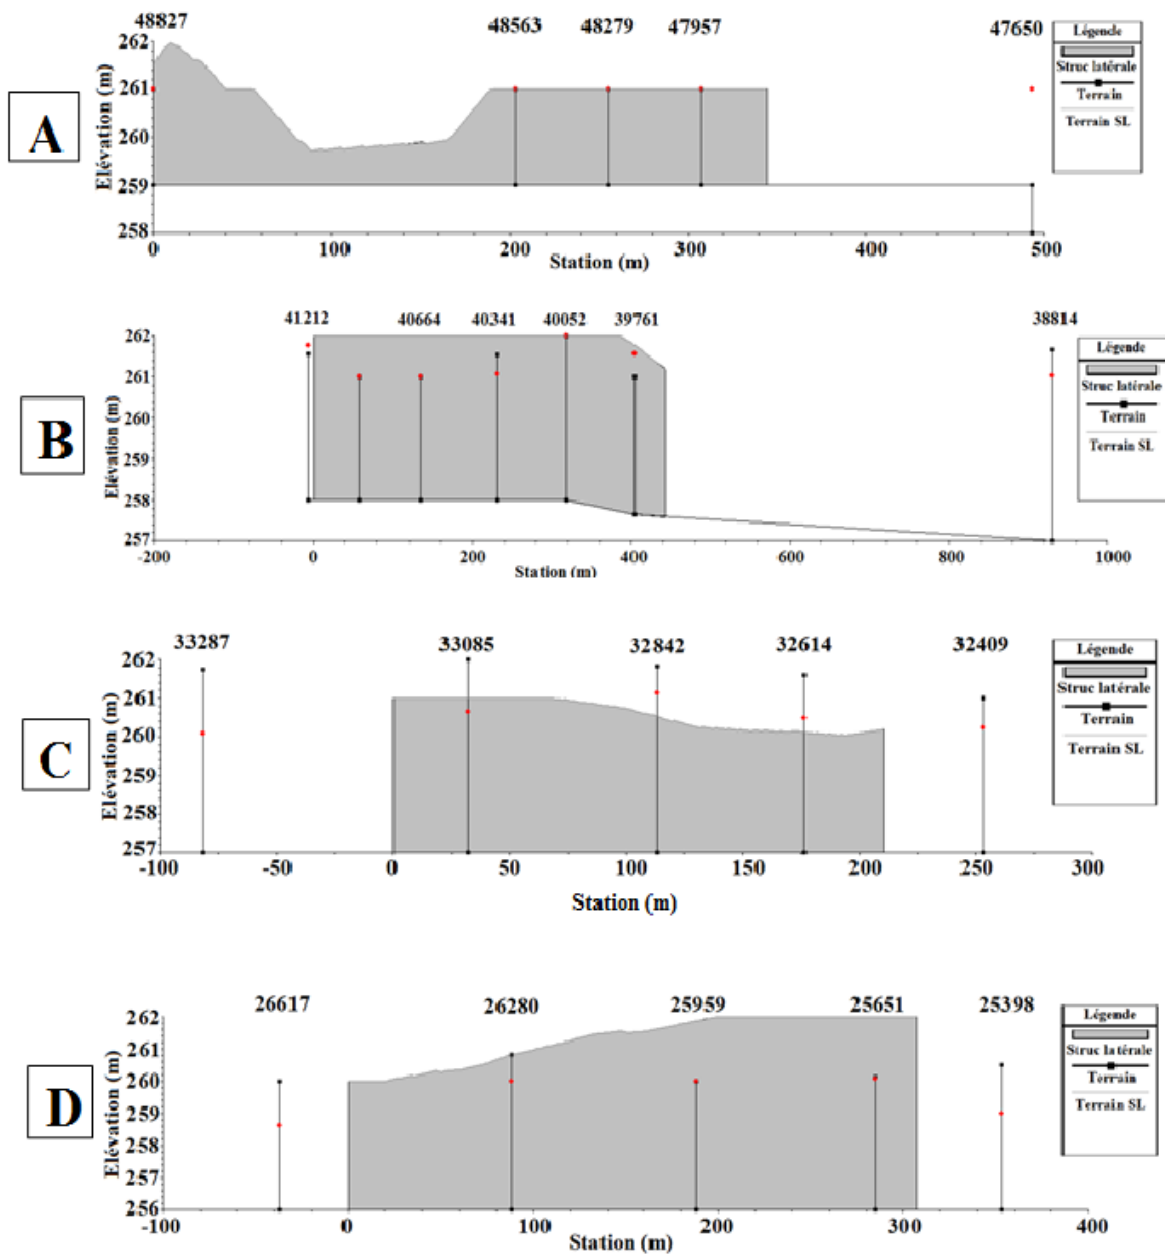 48827 48563 48279 47957 47650
Légende
Struc latérale
Terrain
Terrain SL
A
Elévation (m)
262
261
260
259
258
0 100 200 300 400 500
Station (m)
41212 40664 40341 40052 39761 38814
Légende
Struc latérale
Terrain
Terrain SL
B
Elévation (m)
262
261
260
259
258
257
-200 0 200 400 600 800 1000
Station (m)
33287 33085 32842 32614 32409
Légende
Struc latérale
Terrain
Terrain SL
C
Elévation (m)
262
261
260
259
258
257
-100 -50 0 50 100 150 200 250 300
Station (m)
26617 26280 25959 25651 25398
Légende
Struc latérale
Terrain
Terrain SL
D
Elévation (m)
262
261
260
259
258
257
256
-100 0 100 200 300 400
Station (m)